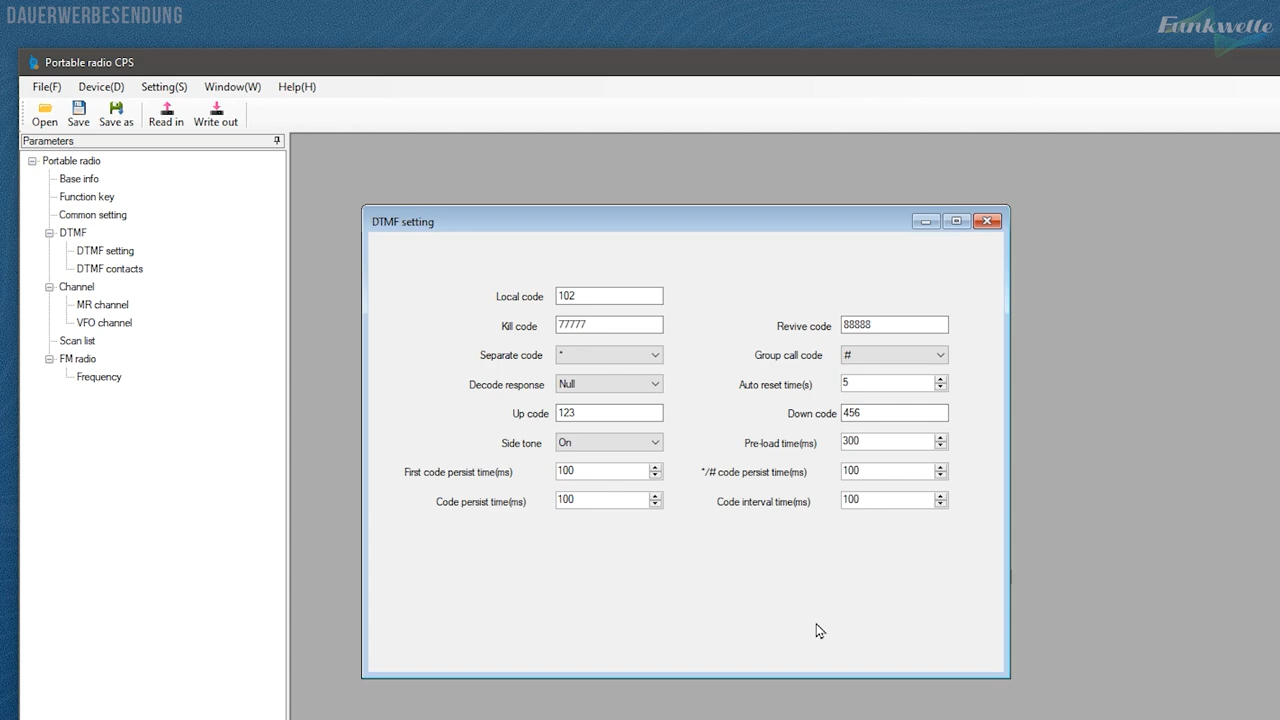 DAUERWERBESENDUNG
Funkwelle
Portable radio CPS
File(F) Device(D) Setting(S) Window(W) Help(H)
Open Save Save as Read in Write out
Parameters
Portable radio
Base info
Function key
Common setting
DTMF
DTMF setting
DTMF contacts
Channel
MR channel
VFO channel
Scan list
FM radio
Frequency
DTMF setting
Local code 102
Kill code 77777 Revive code 88888
Separate code * Group call code #
Decode response Null Auto reset time(s) 5
Up code 123 Down code 456
Side tone On Pre-load time(ms) 300
First code persist time(ms) 100 */# code persist time(ms) 100
Code persist time(ms) 100 Code interval time(ms) 100